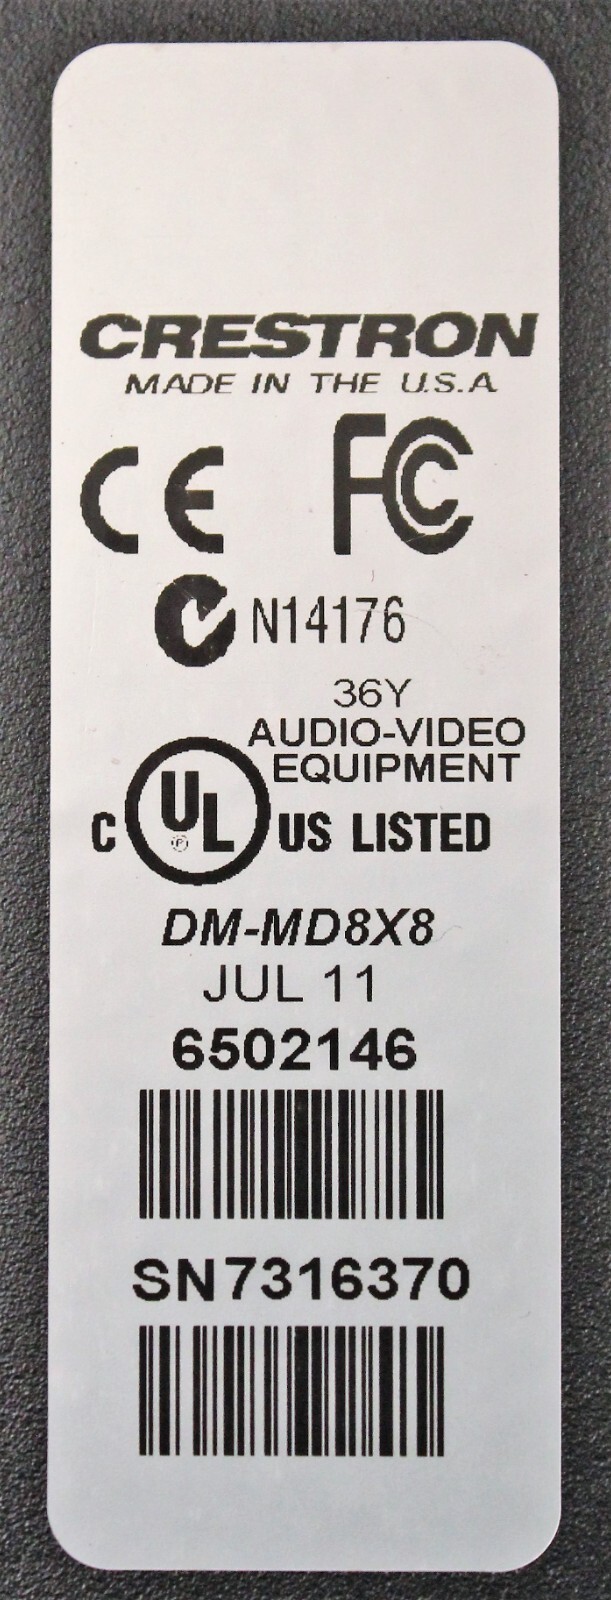 CRESTRON
MADE IN THE U.S.A
CE FC
N14176
36Y
AUDIO-VIDEO
EQUIPMENT
C UL US LISTED
P
DM-MD8X8
JUL 11
6502146
SN7316370